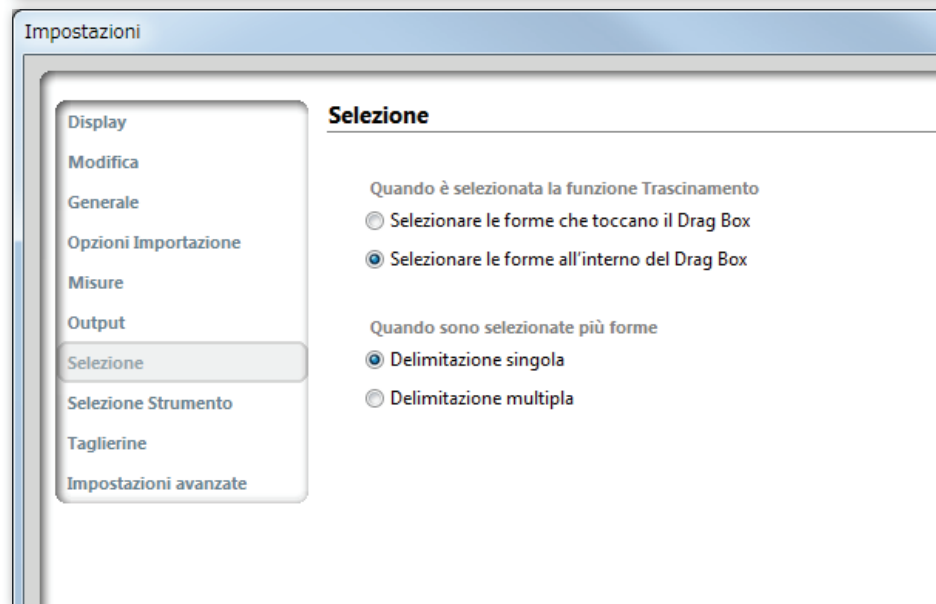 Impostazioni
Display
Modifica
Generale
Opzioni Importazione
Misure
Output
Selezione
Selezione Strumento
Taglierine
Impostazioni avanzate
Selezione
Quando è selezionata la funzione Trascinamento
Selezionare le forme che toccano il Drag Box
Selezionare le forme all'interno del Drag Box
Quando sono selezionate più forme
Delimitazione singola
Delimitazione multipla